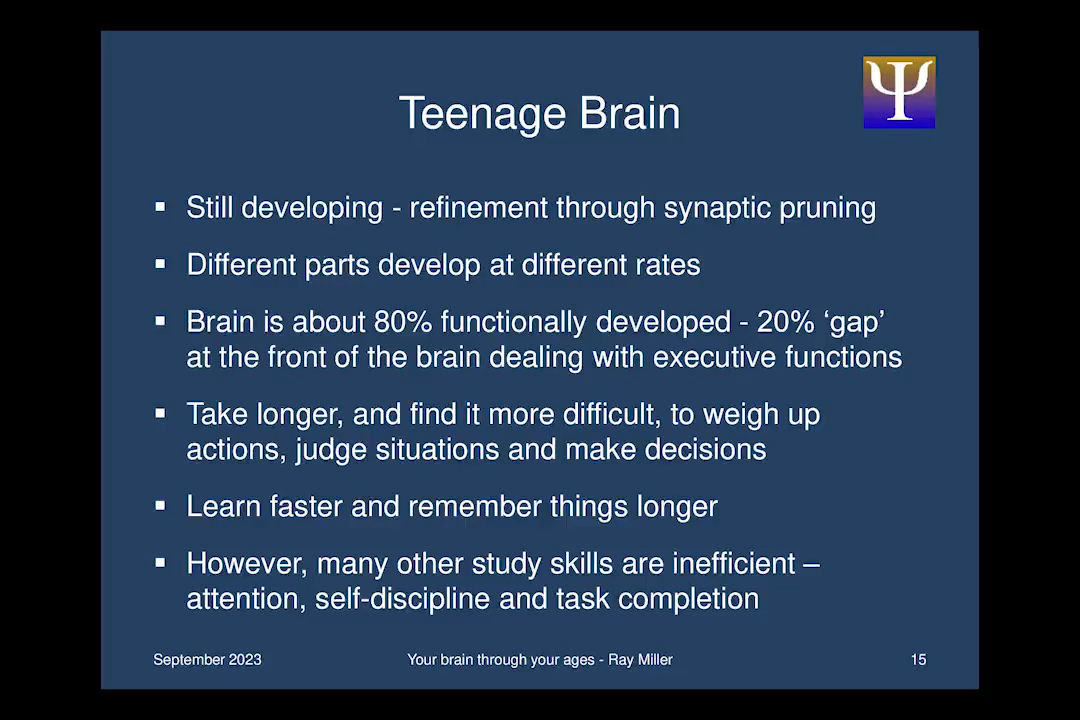 Teenage Brain
Ψ
▪ Still developing - refinement through synaptic pruning
▪ Different parts develop at different rates
▪ Brain is about 80% functionally developed - 20% ‘gap’
at the front of the brain dealing with executive functions
▪ Take longer, and find it more difficult, to weigh up
actions, judge situations and make decisions
▪ Learn faster and remember things longer
▪ However, many other study skills are inefficient –
attention, self-discipline and task completion
September 2023
Your brain through your ages - Ray Miller
15